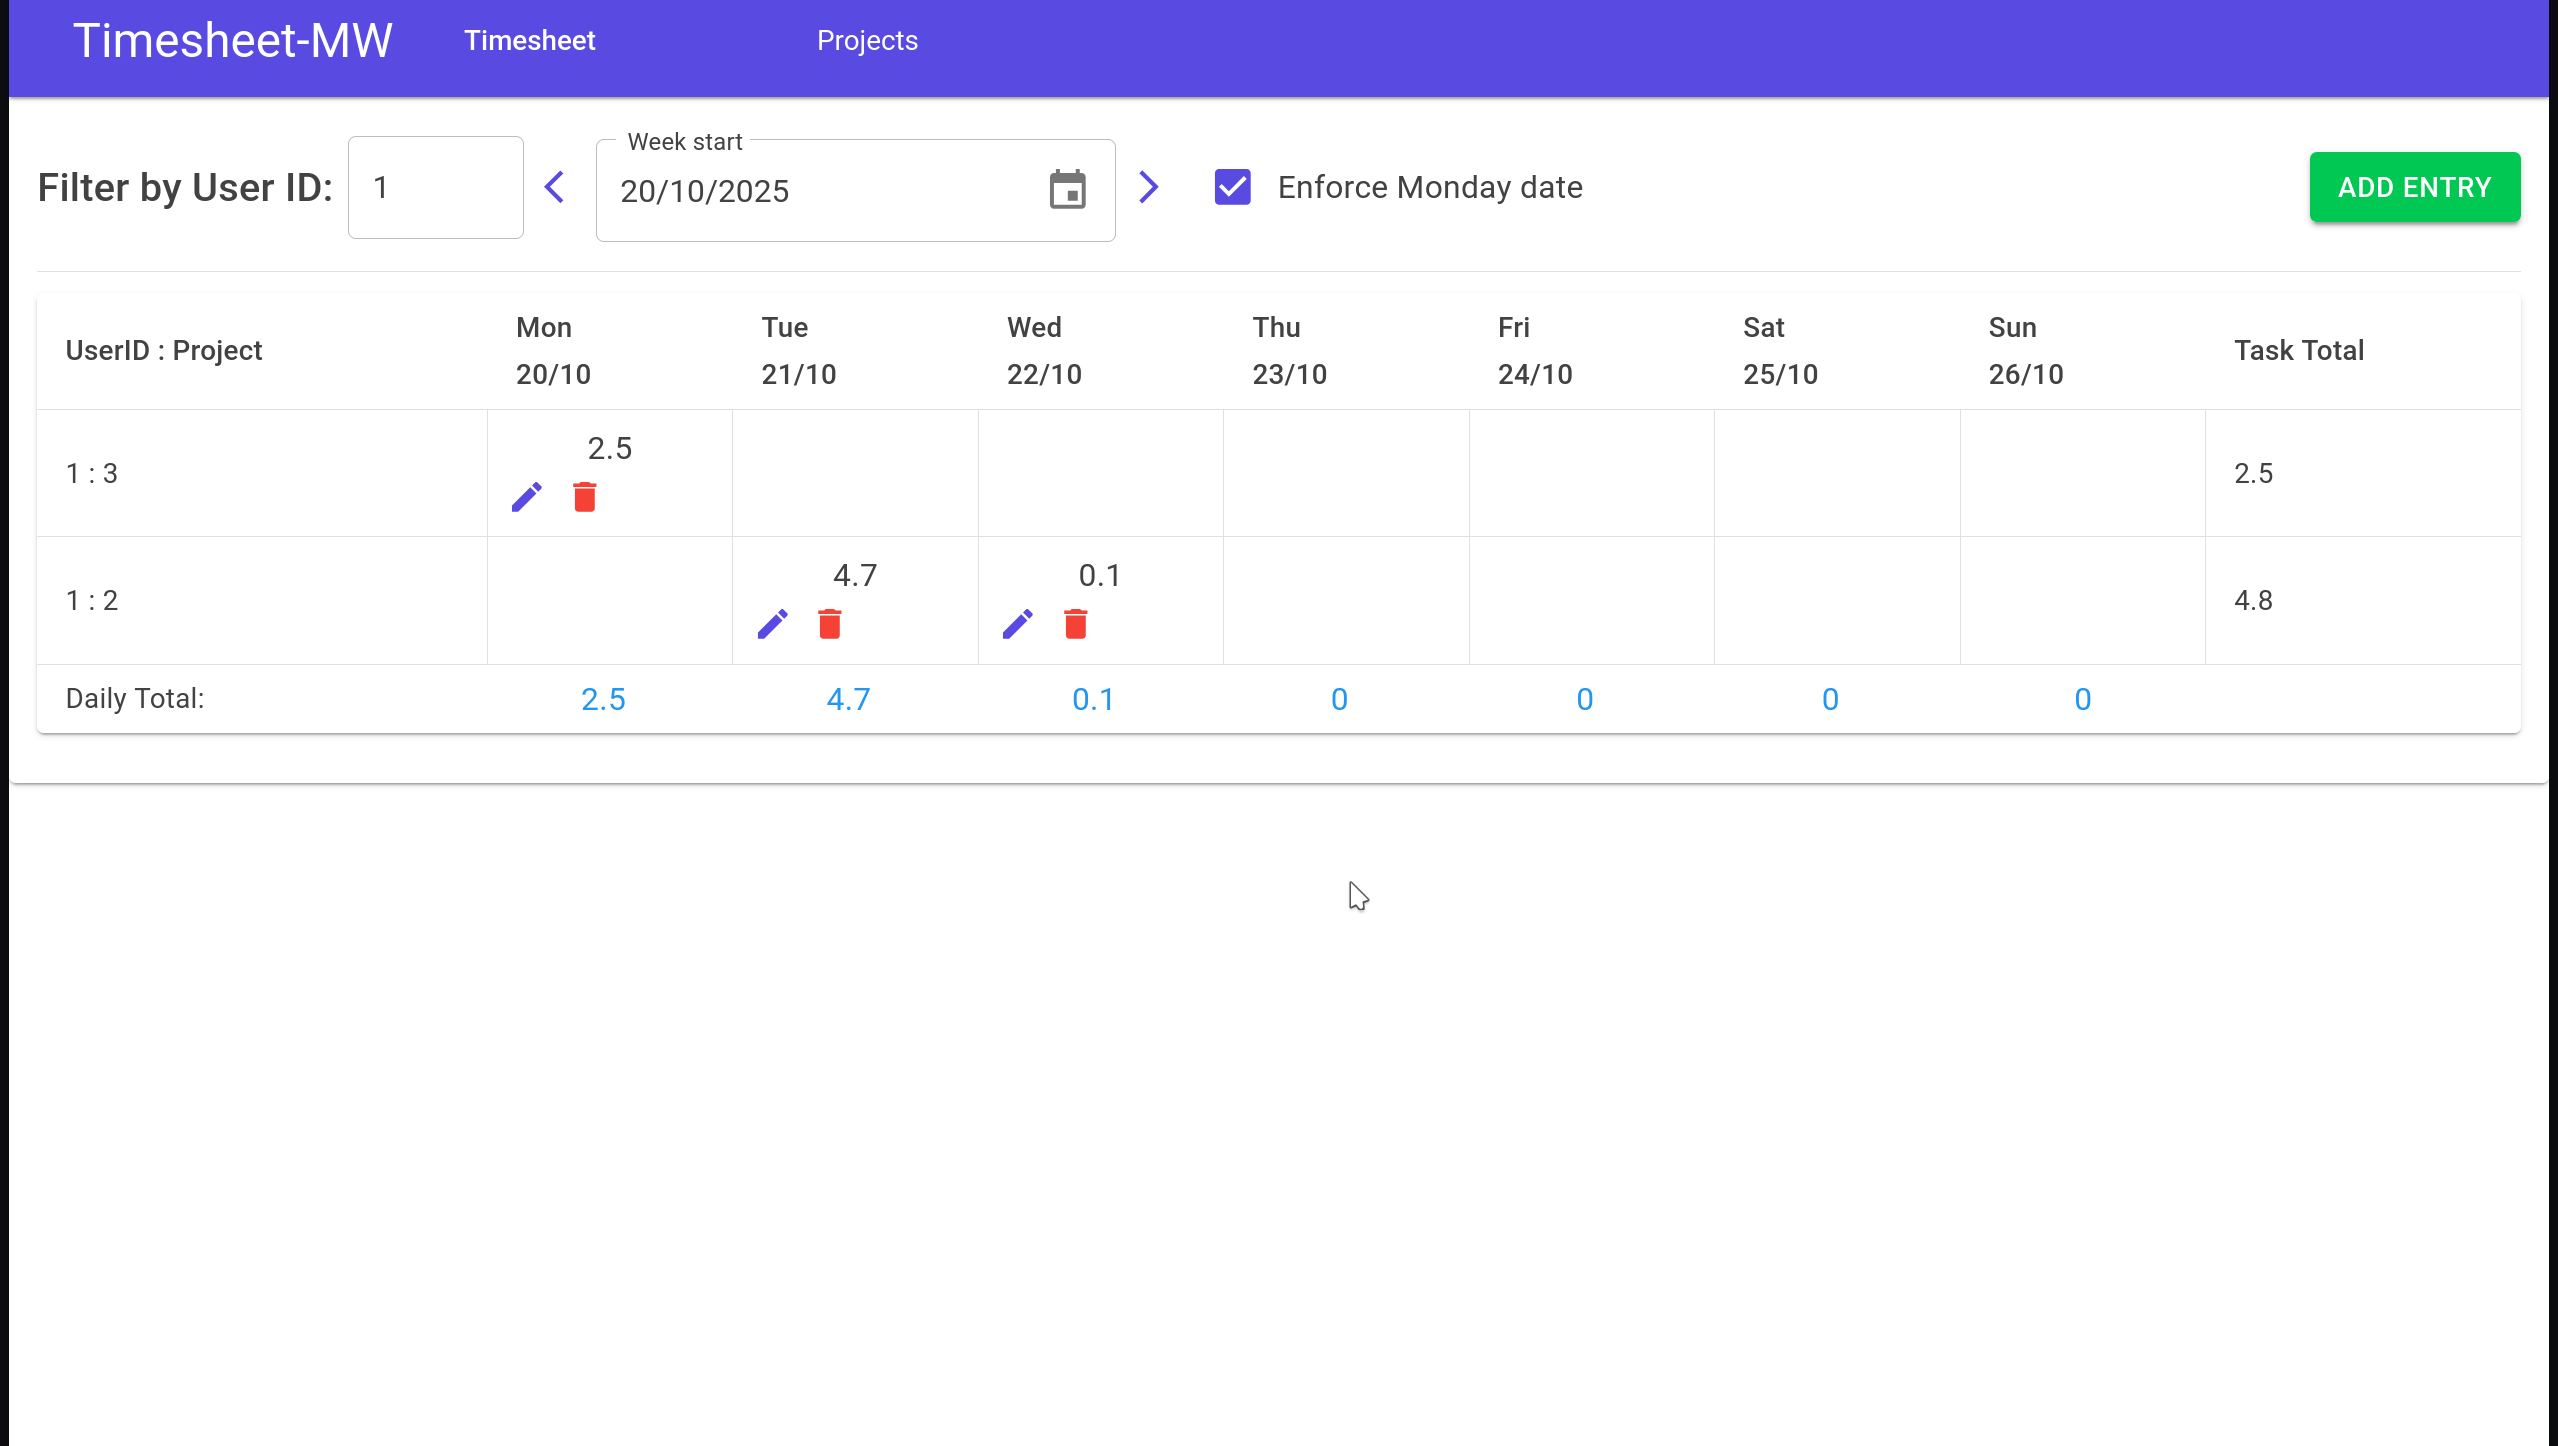 Timesheet-MW Timesheet Projects
Week start
Filter by User ID: 1 20/10/2025 Enforce Monday date ADD ENTRY
UserID : Project Mon 20/10 Tue 21/10 Wed 22/10 Thu 23/10 Fri 24/10 Sat 25/10 Sun 26/10 Task Total
1 : 3 2.5 2.5
1 : 2 4.7 0.1 4.8
Daily Total: 2.5 4.7 0.1 0 0 0 0